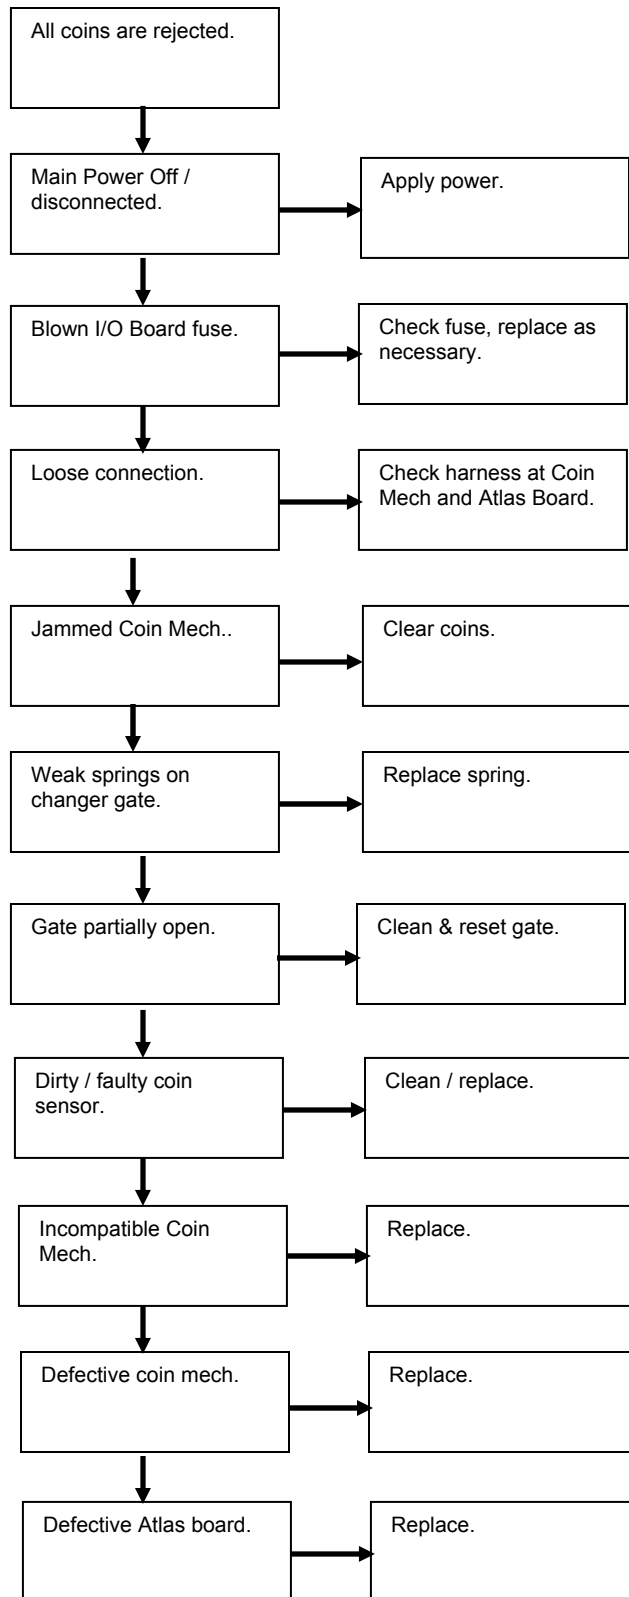 All coins are rejected.
Main Power Off /
disconnected.
Apply power.
Blown I/O Board fuse.
Check fuse, replace as
necessary.
Loose connection.
Check harness at Coin
Mech and Atlas Board.
Jammed Coin Mech..
Clear coins.
Weak springs on
changer gate.
Replace spring.
Gate partially open.
Clean & reset gate.
Dirty / faulty coin
sensor.
Clean / replace.
Incompatible Coin
Mech.
Replace.
Defective coin mech.
Replace.
Defective Atlas board.
Replace.